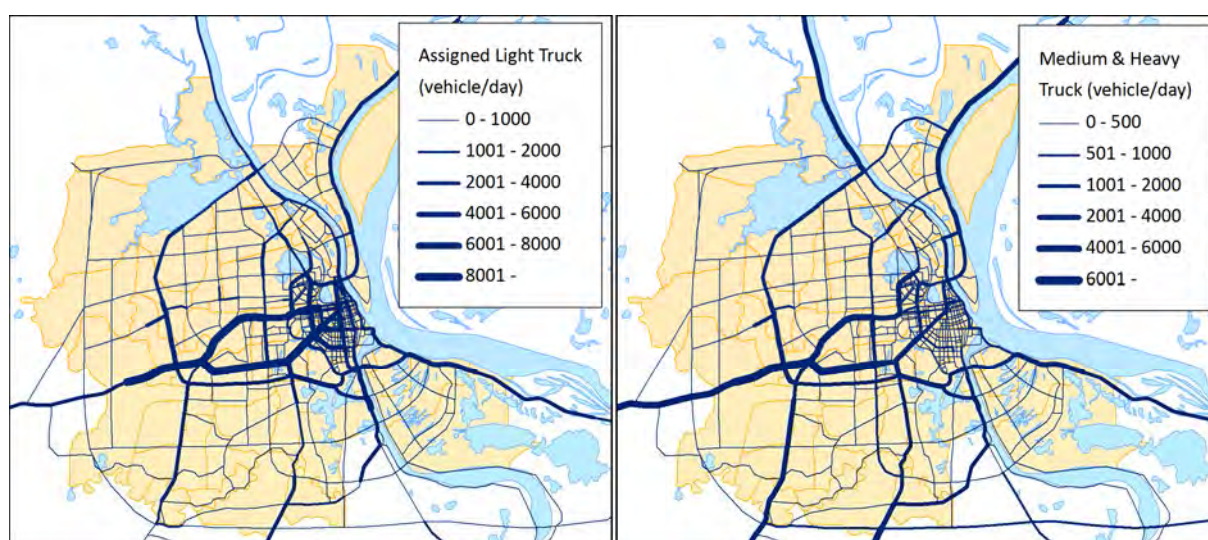 Assigned Light Truck
(vehicle/day)
0 - 1000
1001 - 2000
2001 - 4000
4001 - 6000
6001 - 8000
8001 -
Medium & Heavy
Truck (vehicle/day)
0 - 500
501 - 1000
1001 - 2000
2001 - 4000
4001 - 6000
6001 -